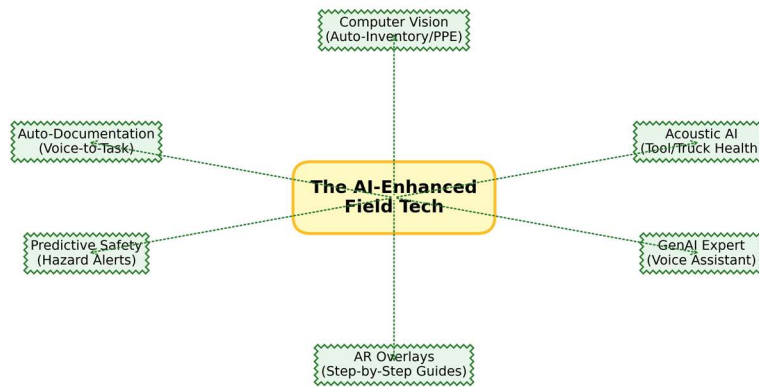 Computer Vision
(Auto-Inventory/PPE)
Auto-Documentation
(Voice-to-Task)
Acoustic AI
(Tool/Truck Health
The AI-Enhanced
Field Tech
Predictive Safety
(Hazard Alerts)
GenAI Expert
(Voice Assistant)
AR Overlays
(Step-by-Step Guides)